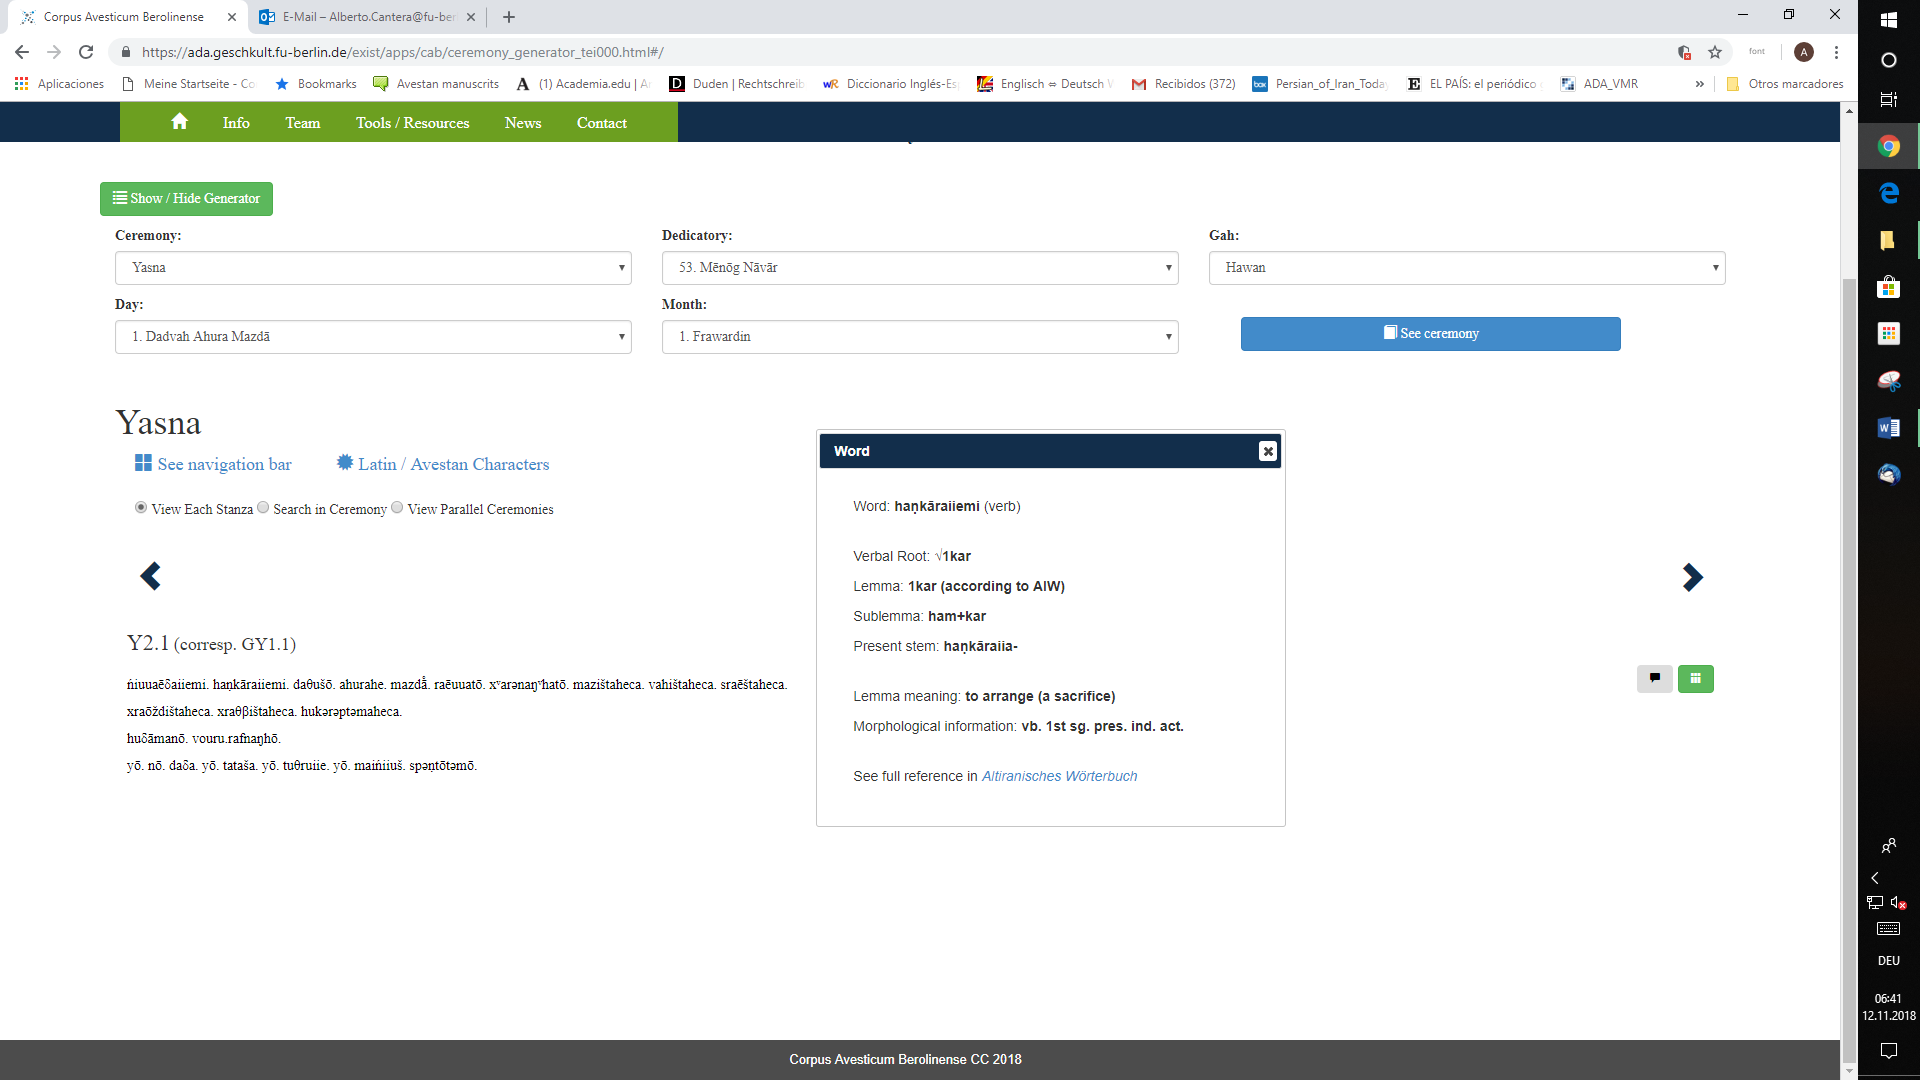 Corpus Avesticum Berolinense
E-Mail – Alberto.Cantera@fu-ber
https://ada.geschkult.fu-berlin.de/exist/apps/cab/ceremony_generator_tei000.html#/
font
A
Aplicaciones
Meine Startseite - Co
Bookmarks
Avestan manuscrits
(1) Academia.edu | A
Duden | Rechtschreib
Diccionario Inglés-Es
Englisch ⇔ Deutsch W
Recibidos (372)
Persian_of_Iran_Today
EL PAÍS: el periódico
ADA_VMR
»
Otros marcadores
Info
Team
Tools / Resources
News
Contact
Show / Hide Generator
Ceremony:
Dedicatory:
Gah:
Yasna
53. Mēnōg Nāvār
Hawan
Day:
Month:
1. Dadvah Ahura Mazdā
1. Frawardin
See ceremony
Yasna
See navigation bar
Latin / Avestan Characters
View Each Stanza
Search in Ceremony
View Parallel Ceremonies
Y2.1 (corresp. GY1.1)
ńiuuaēδaiiemi. haṇkāraiiemi. daθušō. ahurahe. mazdā̊. raēuuatō. xᵛarənaŋᵛhatō. mazištaheca. vahištaheca. sraēštaheca.
xraōždištaheca. xraθβištaheca. hukərəptəmaheca.
huδāmanō. vouru.rafnaŋhō.
yō. nō. daδa. yō. tataša. yō. tuθruiie. yō. maińiiuš. spəṇtōtəmō.
Word
Word: haṇkāraiiemi (verb)
Verbal Root: √1kar
Lemma: 1kar (according to AIW)
Sublemma: ham+kar
Present stem: haṇkāraiia-
Lemma meaning: to arrange (a sacrifice)
Morphological information: vb. 1st sg. pres. ind. act.
See full reference in Altiranisches Wörterbuch
Corpus Avesticum Berolinense CC 2018
DEU
06:41
12.11.2018